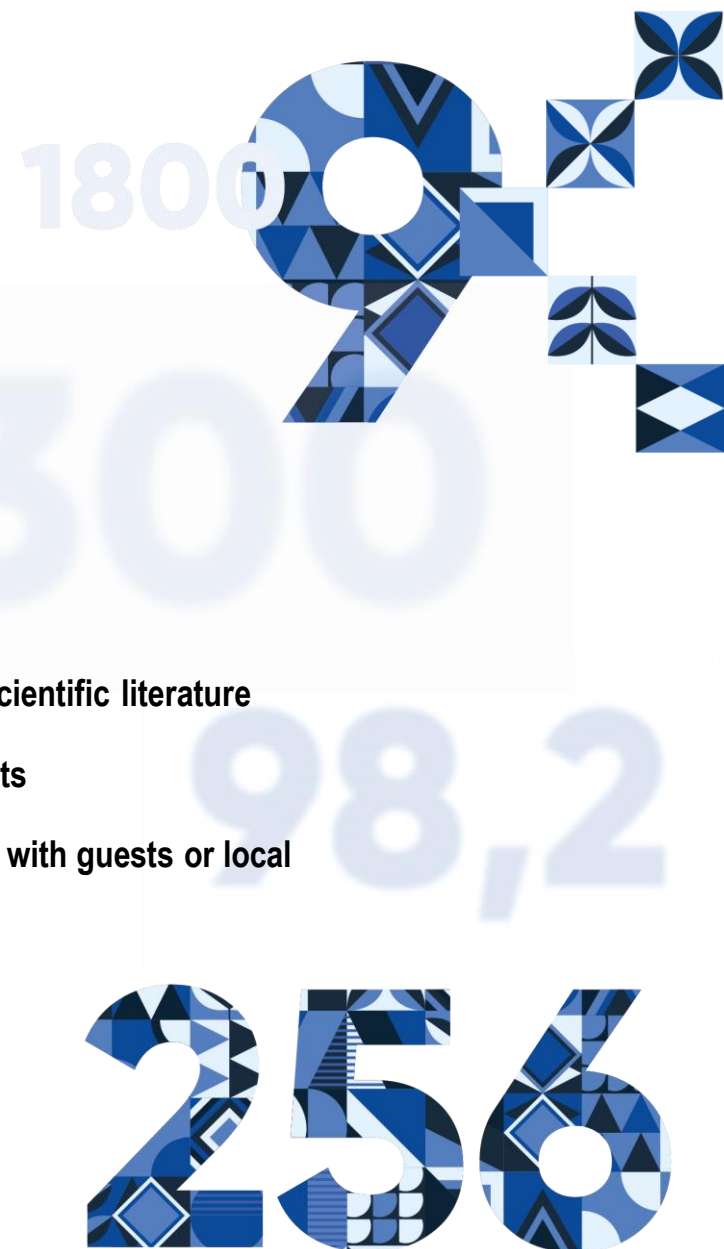 9
1800
300
cientific literature
ts
with guests or local
98,2
256